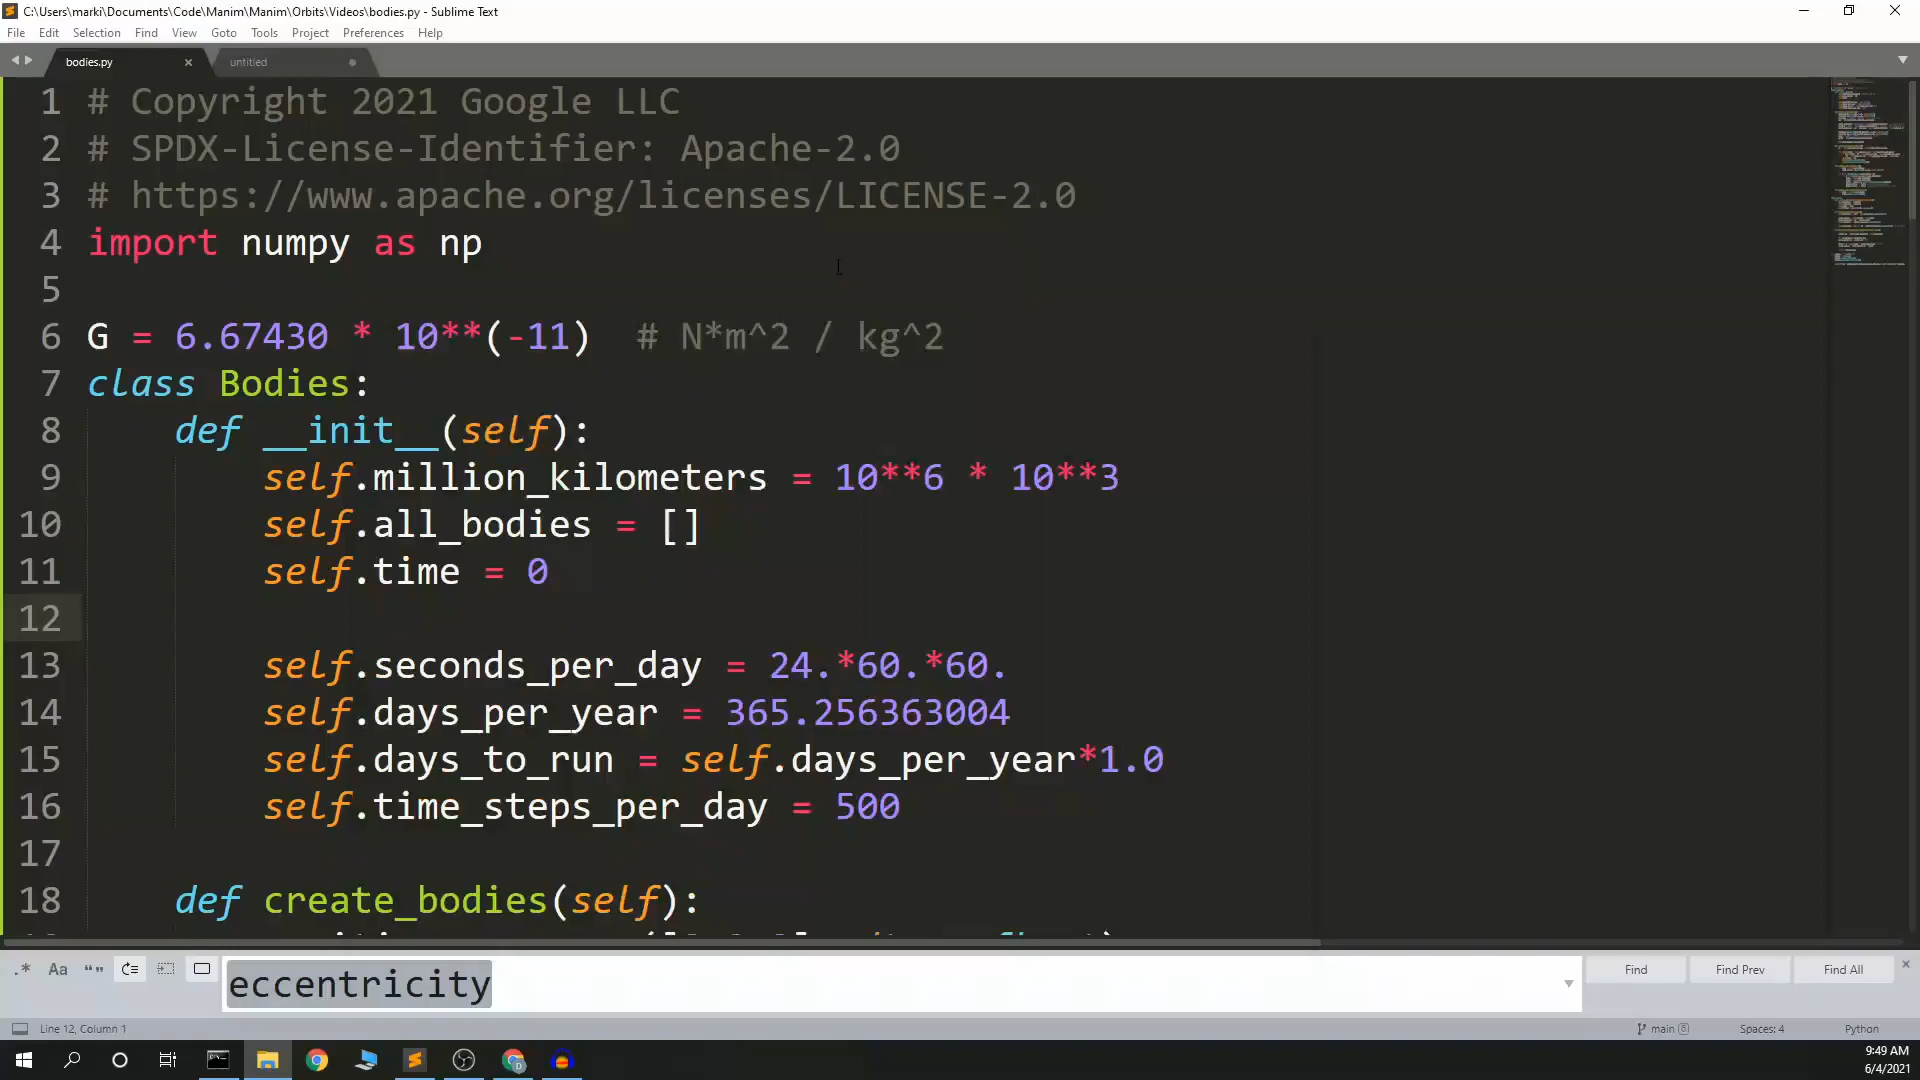 C:\Users\marki\Documents\Code\Manim\Manim\Orbits\Videos\bodies.py - Sublime Text
File Edit Selection Find View Goto Tools Project Preferences Help
bodies.py untitled
1 # Copyright 2021 Google LLC
2 # SPDX-License-Identifier: Apache-2.0
3 # https://www.apache.org/licenses/LICENSE-2.0
4 import numpy as np
5
6 G = 6.67430 * 10**(-11)  # N*m^2 / kg^2
7 class Bodies:
8     def __init__(self):
9         self.million_kilometers = 10**6 * 10**3
10         self.all_bodies = []
11         self.time = 0
12
13         self.seconds_per_day = 24.*60.*60.
14         self.days_per_year = 365.256363004
15         self.days_to_run = self.days_per_year*1.0
16         self.time_steps_per_day = 500
17
18     def create_bodies(self):
.* Aa “” eccentricity Find Find Prev Find All
Line 12, Column 1 main 6 Spaces: 4 Python
9:49 AM
6/4/2021